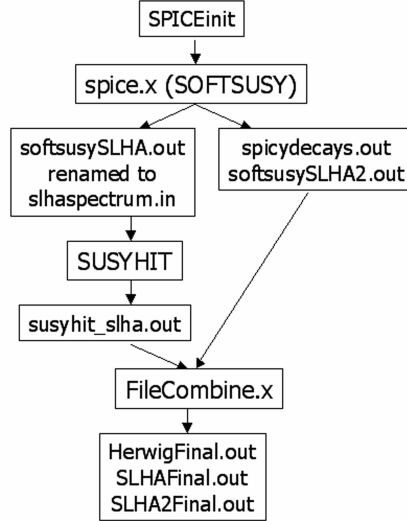 SPICEinit
spice.x (SOFTSUSY)
softsusySLHA.out
renamed to
slhaspectrum.in
spicydecays.out
softsusySLHA2.out
SUSYHIT
susyhit_slha.out
FileCombine.x
HerwigFinal.out
SLHAFinal.out
SLHA2Final.out